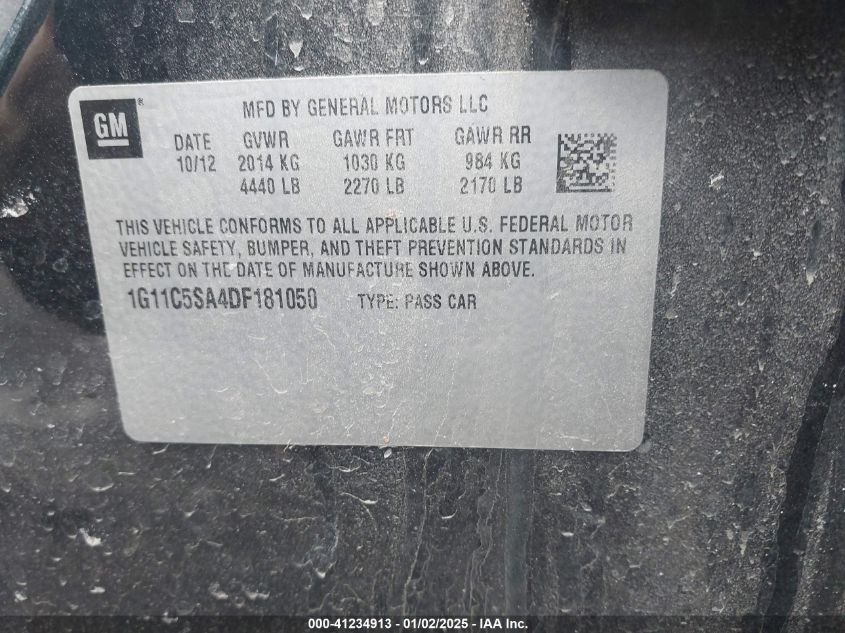 GM ®
MFD BY GENERAL MOTORS LLC
DATE GVWR GAWR FRT GAWR RR
10/12 2014 KG 1030 KG 984 KG
4440 LB 2270 LB 2170 LB
THIS VEHICLE CONFORMS TO ALL APPLICABLE U.S. FEDERAL MOTOR
VEHICLE SAFETY, BUMPER, AND THEFT PREVENTION STANDARDS IN
EFFECT ON THE DATE OF MANUFACTURE SHOWN ABOVE.
1G11C5SA4DF181050 TYPE: PASS CAR
000-41234913 - 01/02/2025 - © IAA, Inc.